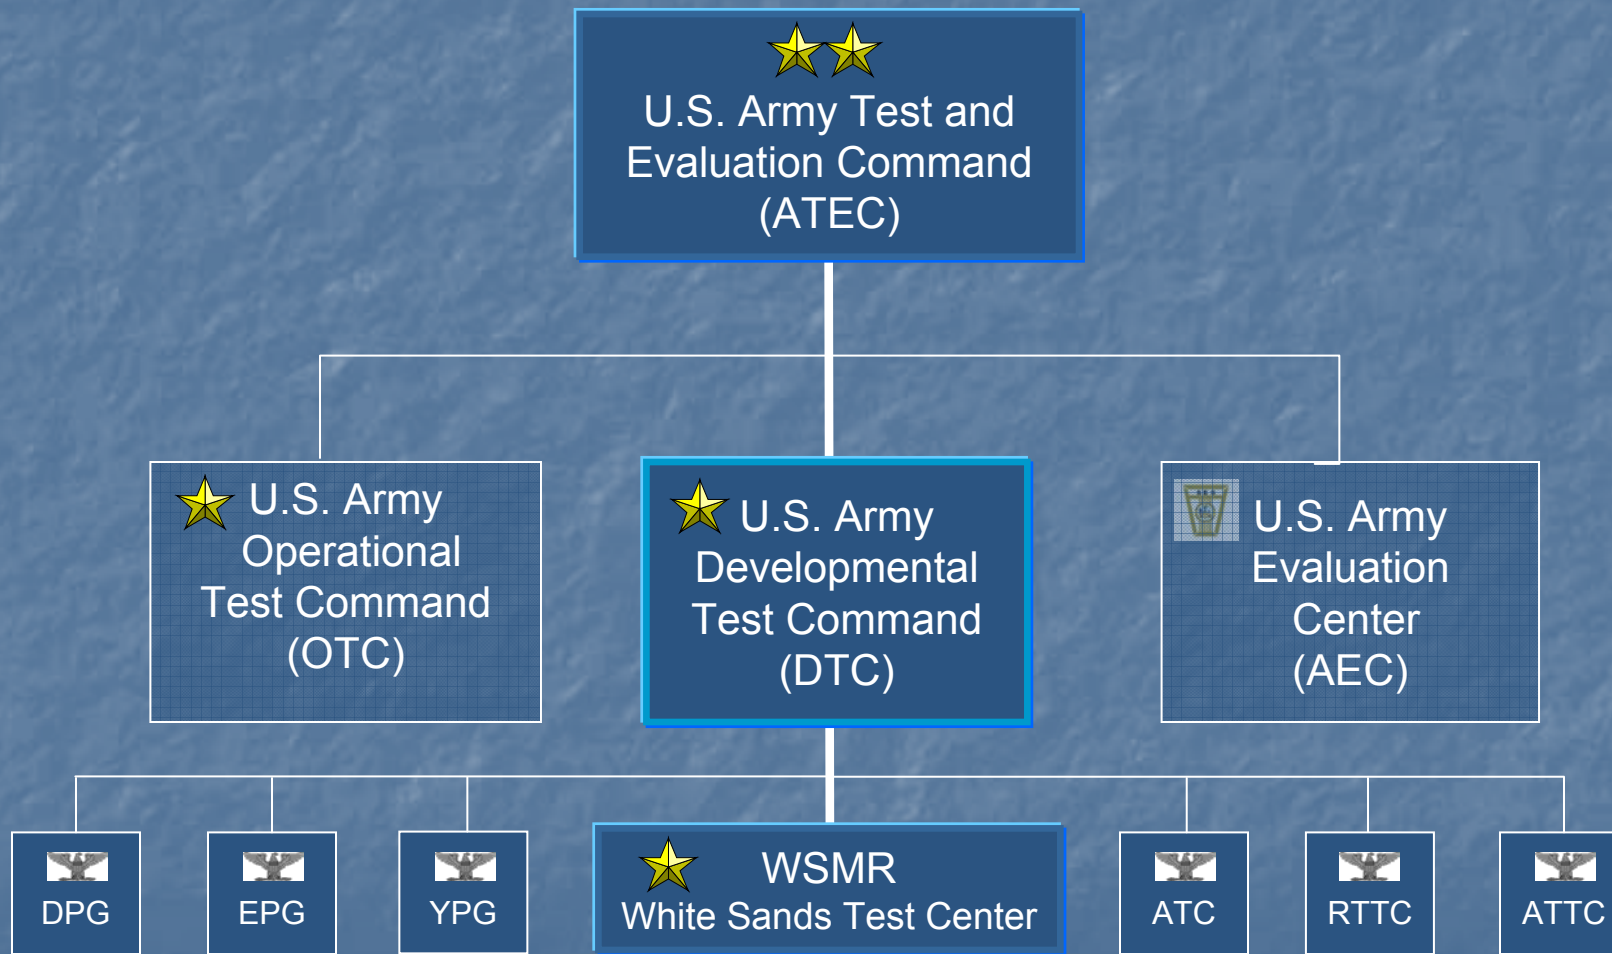 U.S. Army Test and
Evaluation Command
(ATEC)
U.S. Army
Operational
Test Command
(OTC)
U.S. Army
Developmental
Test Command
(DTC)
U.S. Army
Evaluation
Center
(AEC)
DPG
EPG
YPG
WSMR
White Sands Test Center
ATC
RTTC
ATTC